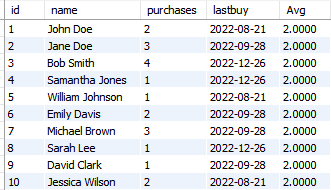 id name purchases lastbuy Avg
1 John Doe 2 2022-08-21 2.0000
2 Jane Doe 3 2022-09-28 2.0000
3 Bob Smith 4 2022-12-26 2.0000
4 Samantha Jones 1 2022-12-26 2.0000
5 William Johnson 1 2022-08-21 2.0000
6 Emily Davis 2 2022-09-28 2.0000
7 Michael Brown 3 2022-09-28 2.0000
8 Sarah Lee 1 2022-12-26 2.0000
9 David Clark 1 2022-09-28 2.0000
10 Jessica Wilson 2 2022-08-21 2.0000